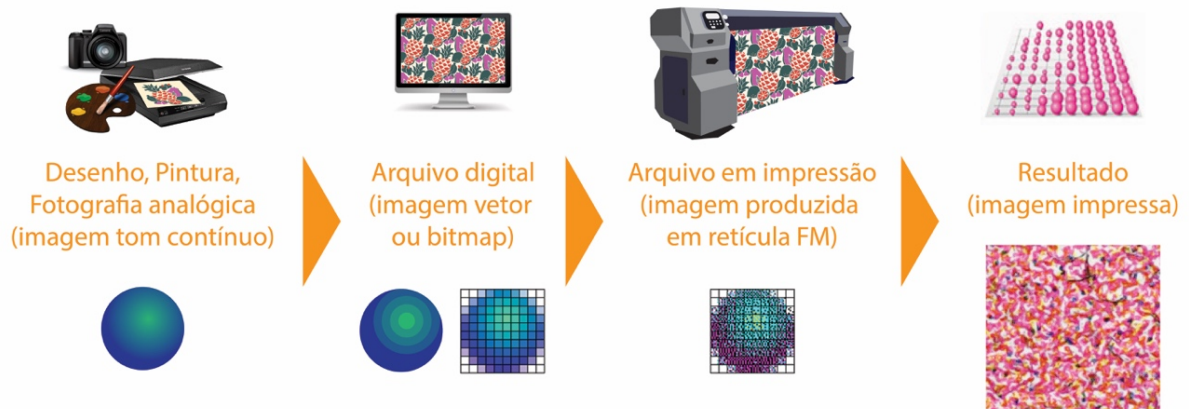 Desenho, Pintura,
Fotografia analógica
(imagem tom contínuo)
Arquivo digital
(imagem vetor
ou bitmap)
Arquivo em impressão
(imagem produzida
em retícula FM)
Resultado
(imagem impressa)